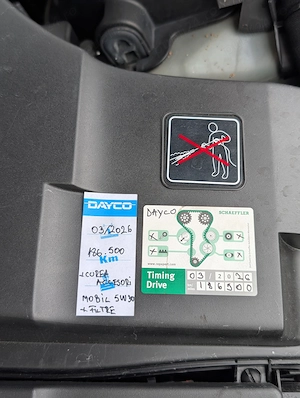 DAYCO
03/2026
186.500
Km
+ CUREA
ACCESORII
MOBIL 5W30
+ FILTRE
DAYCO
SCHAEFFLER
Timing
Drive
03 / 2026
186500